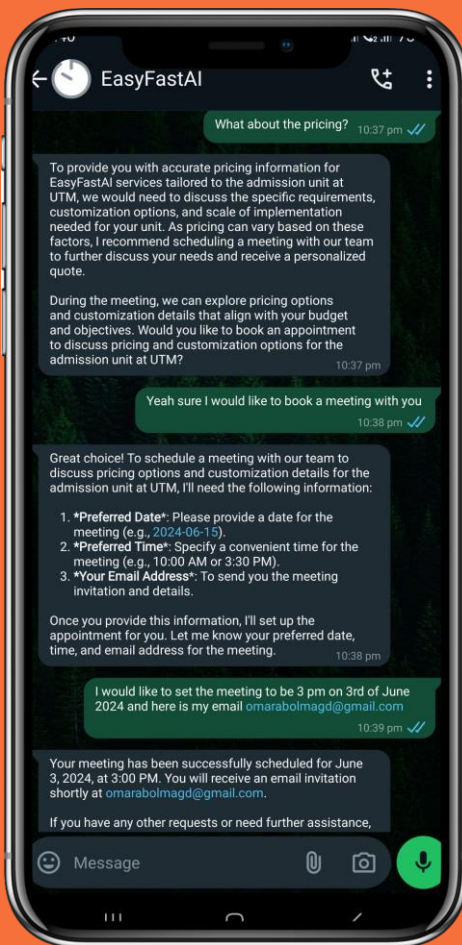 EasyFastAI
What about the pricing? 10:37 pm
To provide you with accurate pricing information for
EasyFastAI services tailored to the admission unit at
UTM, we would need to discuss the specific requirements,
customization options, and scale of implementation
needed for your unit. As pricing can vary based on these
factors, I recommend scheduling a meeting with our team
to further discuss your needs and receive a personalized
quote.
During the meeting, we can explore pricing options
and customization details that align with your budget
and objectives. Would you like to book an appointment
to discuss pricing and customization options for the
admission unit at UTM?
10:37 pm
Yeah sure I would like to book a meeting with you
10:38 pm
Great choice! To schedule a meeting with our team to
discuss pricing options and customization details for the
admission unit at UTM, I'll need the following information:
1. *Preferred Date*: Please provide a date for the
meeting (e.g., 2024-06-15).
2. *Preferred Time*: Specify a convenient time for the
meeting (e.g., 10:00 AM or 3:30 PM).
3. *Your Email Address*: To send you the meeting
invitation and details.
Once you provide this information, I'll set up the
appointment for you. Let me know your preferred date,
time, and email address for the meeting.
10:38 pm
I would like to set the meeting to be 3 pm on 3rd of June
2024 and here is my email omarabolmagd@gmail.com
10:39 pm
Your meeting has been successfully scheduled for June
3, 2024, at 3:00 PM. You will receive an email invitation
shortly at omarabolmagd@gmail.com.
If you have any other requests or need further assistance,
Message